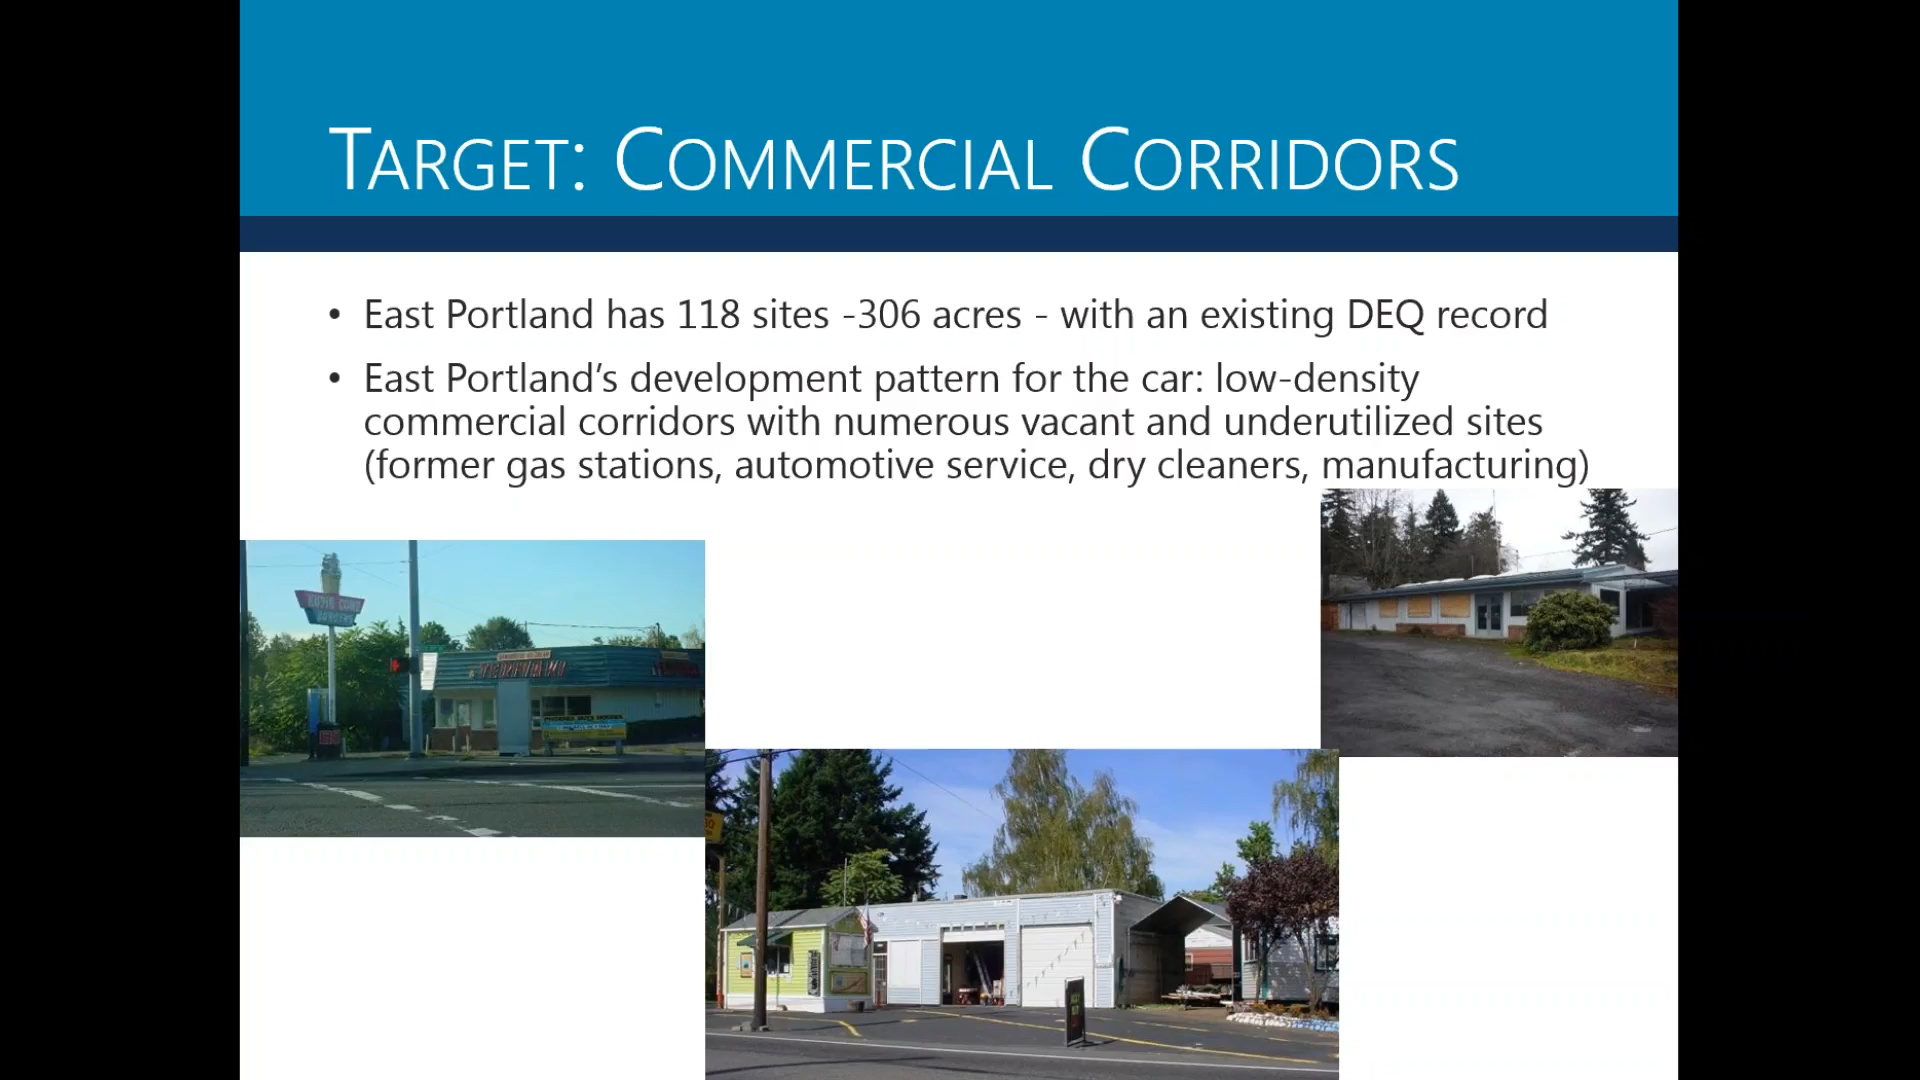 TARGET: COMMERCIAL CORRIDORS
• East Portland has 118 sites -306 acres - with an existing DEQ record
• East Portland’s development pattern for the car: low-density
commercial corridors with numerous vacant and underutilized sites
(former gas stations, automotive service, dry cleaners, manufacturing)
TERIYAKI